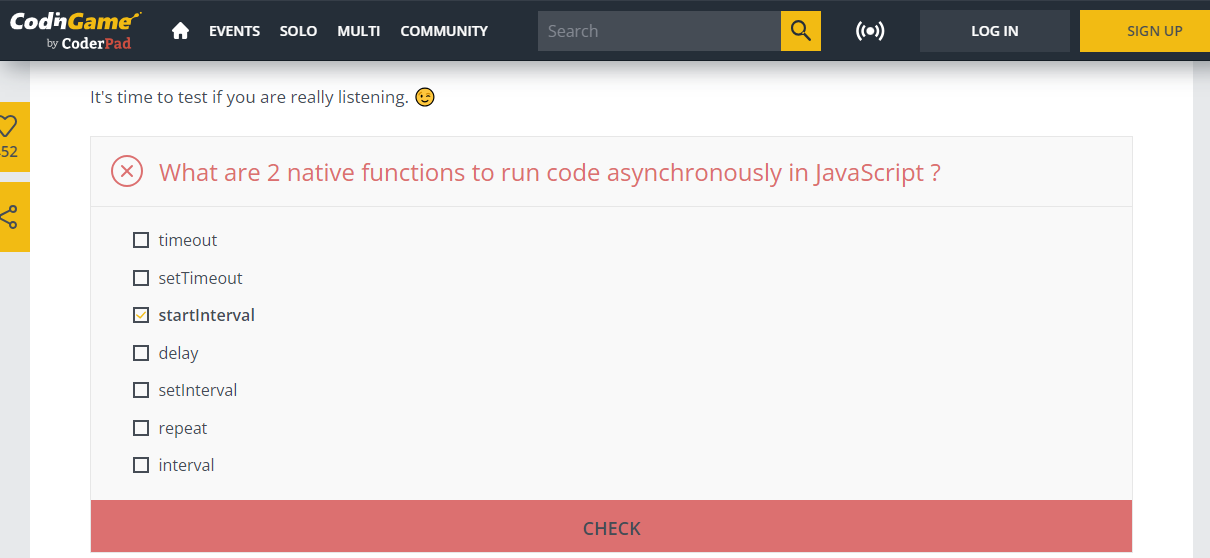 CodinGame
by CoderPad
EVENTS SOLO MULTI COMMUNITY Search LOG IN SIGN UP
It's time to test if you are really listening. 😉
52
What are 2 native functions to run code asynchronously in JavaScript ?
timeout
setTimeout
startInterval
delay
setInterval
repeat
interval
CHECK